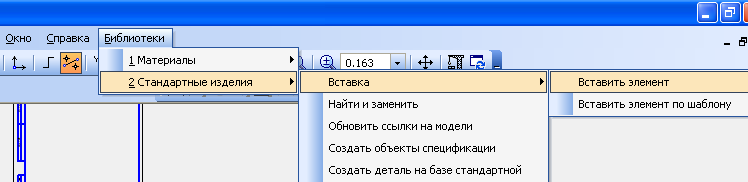 Окно Справка Библиотеки
1 Материалы
0.163
2 Стандартные изделия
Вставка
Вставить элемент
Найти и заменить
Вставить элемент по шаблону
Обновить ссылки на модели
Создать объекты спецификации
Создать деталь на базе стандартной